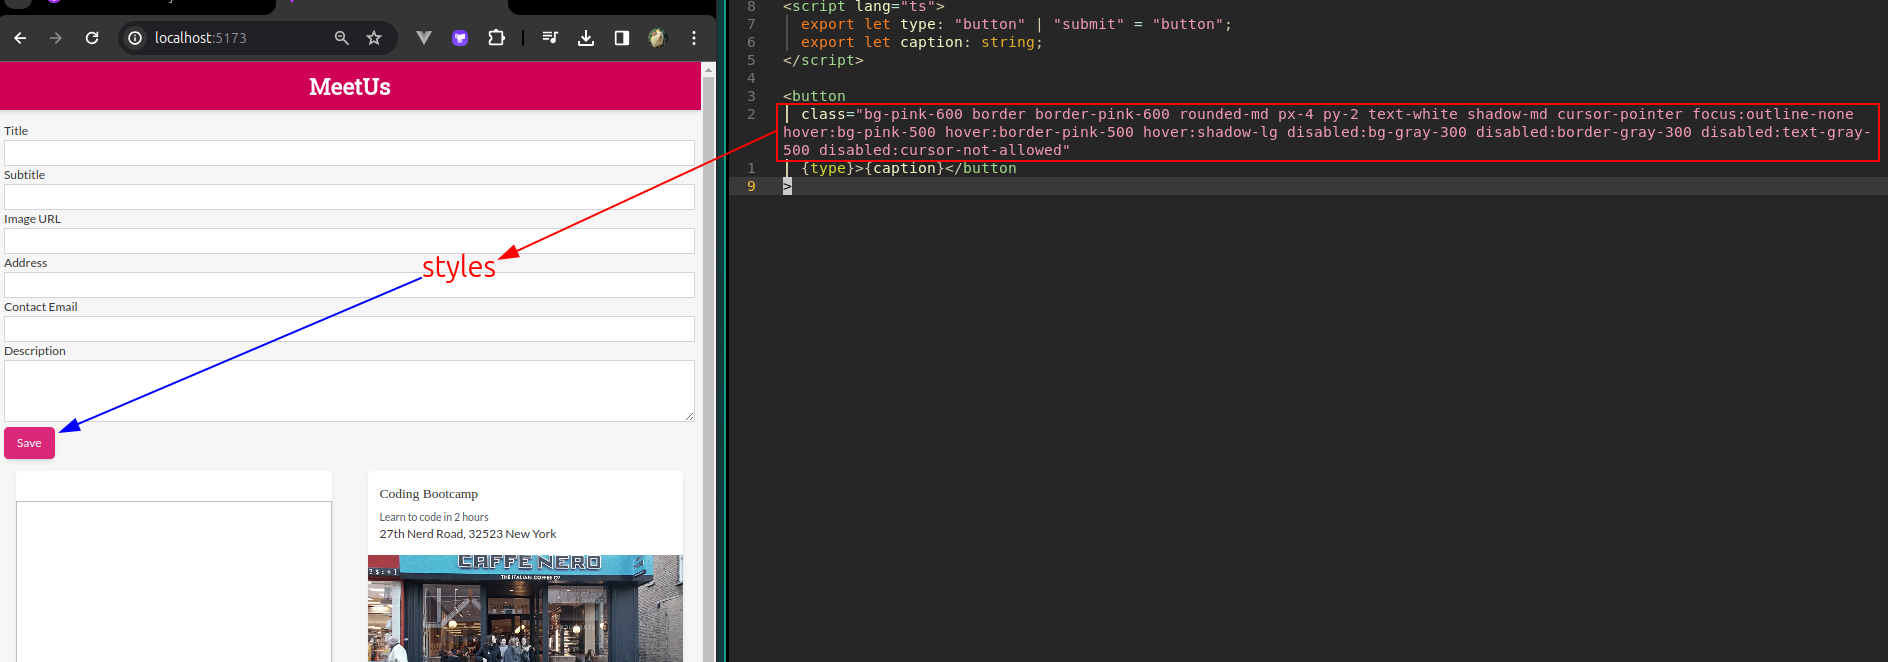 localhost:5173
MeetUs
Title
Subtitle
Image URL
Address
Contact Email
Description
Save
Coding Bootcamp
Learn to code in 2 hours
27th Nerd Road, 32523 New York
CAFFE NERO
THE ITALIAN COFFEE CO
styles
8 <script lang="ts">
7 export let type: "button" | "submit" = "button";
6 export let caption: string;
5 </script>
4
3 <button
2 class="bg-pink-600 border border-pink-600 rounded-md px-4 py-2 text-white shadow-md cursor-pointer focus:outline-none
hover:bg-pink-500 hover:border-pink-500 hover:shadow-lg disabled:bg-gray-300 disabled:border-gray-300 disabled:text-gray-
500 disabled:cursor-not-allowed"
1 {type}>{caption}</button
9 >